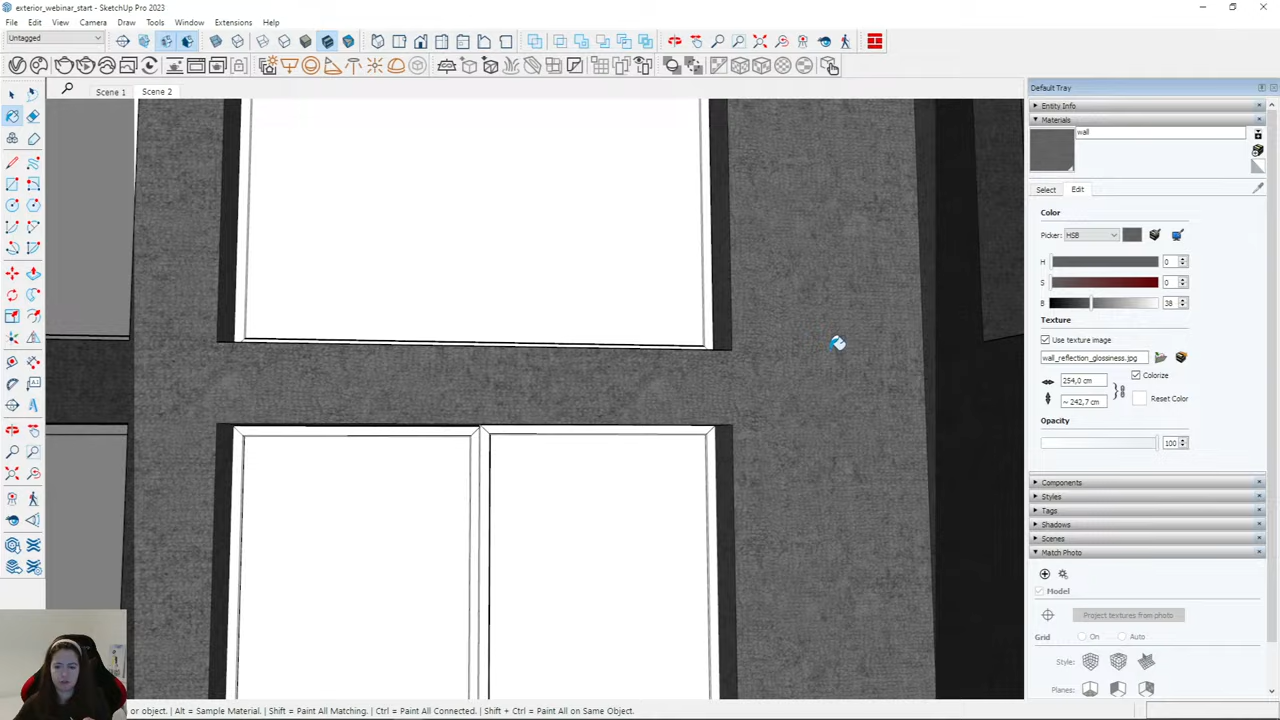 exterior_webinar_start - SketchUp Pro 2023
File Edit View Camera Draw Tools Window Extensions Help
Untagged
Scene 1 Scene 2
Default Tray
Entity Info
Materials
wall
Select Edit
Color
Picker: HSB
H 0
S 0
B 38
Texture
Use texture image
wall_reflection_glossiness.jpg
254,0 cm Colorize
~ 242,7 cm Reset Color
Opacity
100
Components
Styles
Tags
Shadows
Scenes
Match Photo
Model
Project textures from photo
Grid On Auto
Style:
Planes:
or object. | Alt = Sample Material. | Shift = Paint All Matching. | Ctrl = Paint All Connected. | Shift + Ctrl = Paint All on Same Object.